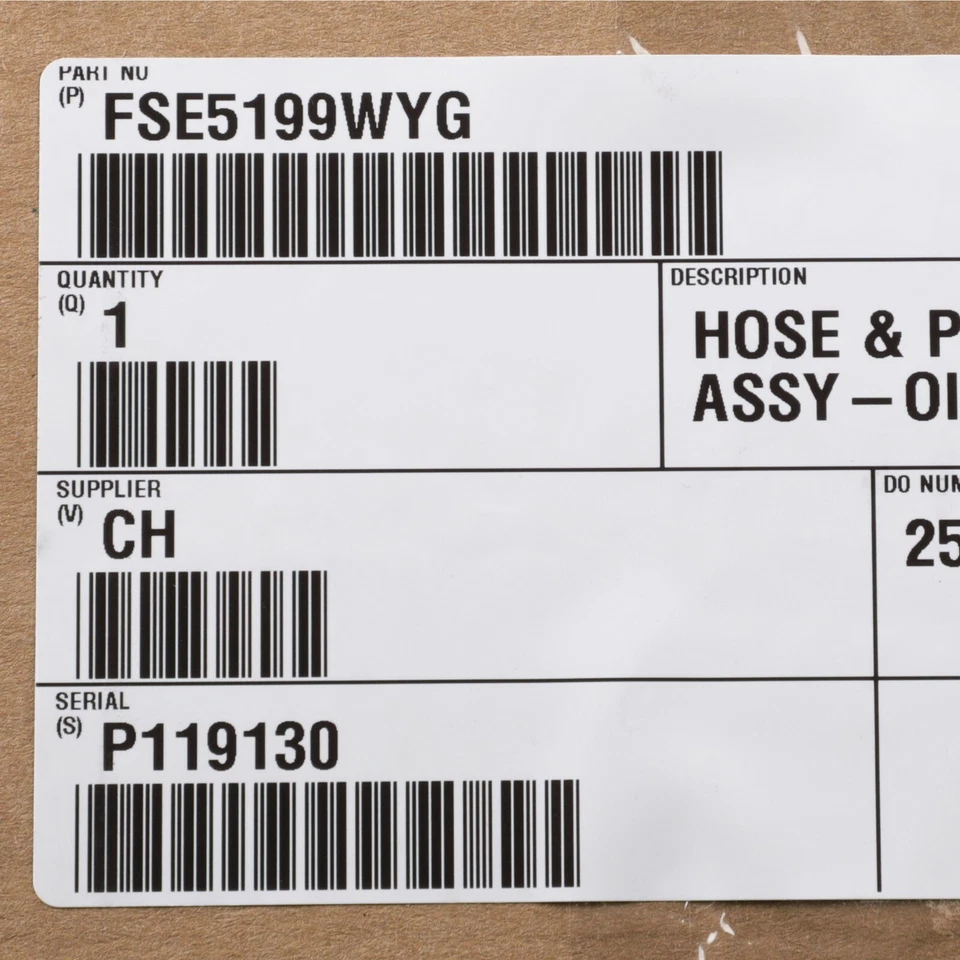 PART NO
(P) FSE5199WYG
QUANTITY
(Q) 1
DESCRIPTION
HOSE & P
ASSY – OI
SUPPLIER
(V) CH
DO NUM
25
SERIAL
(S) P119130